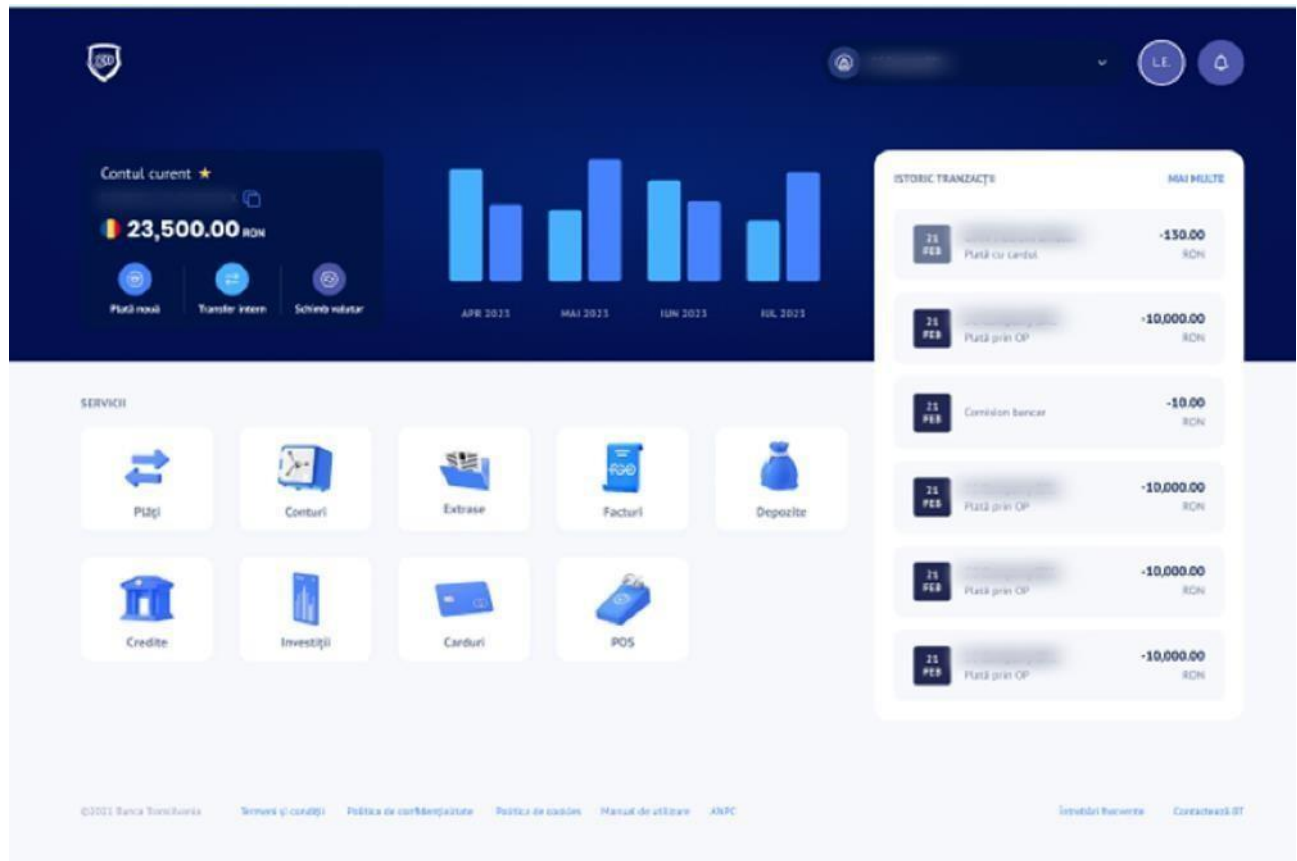 L.E.
Contul curent
23,500.00 RON
Plată nouă
Transfer intern
Schimb valutar
APR 2023
MAI 2023
IUN 2023
IUL 2023
ISTORIC TRANZACȚII
MAI MULTE
21 FEB
Plată cu cardul
-130.00
RON
21 FEB
Plată prin OP
-10,000.00
RON
21 FEB
Comision bancar
-10.00
RON
21 FEB
Plată prin OP
-10,000.00
RON
21 FEB
Plată prin OP
-10,000.00
RON
21 FEB
Plată prin OP
-10,000.00
RON
SERVICII
Plăți
Conturi
Extrase
Facturi
Depozite
Credite
Investiții
Carduri
POS
Banca Transilvania
Termeni și condiții
Politica de confidențialitate
Politica de cookies
Manual de utilizare
ANPC
Întrebări frecvente
Contactează BT